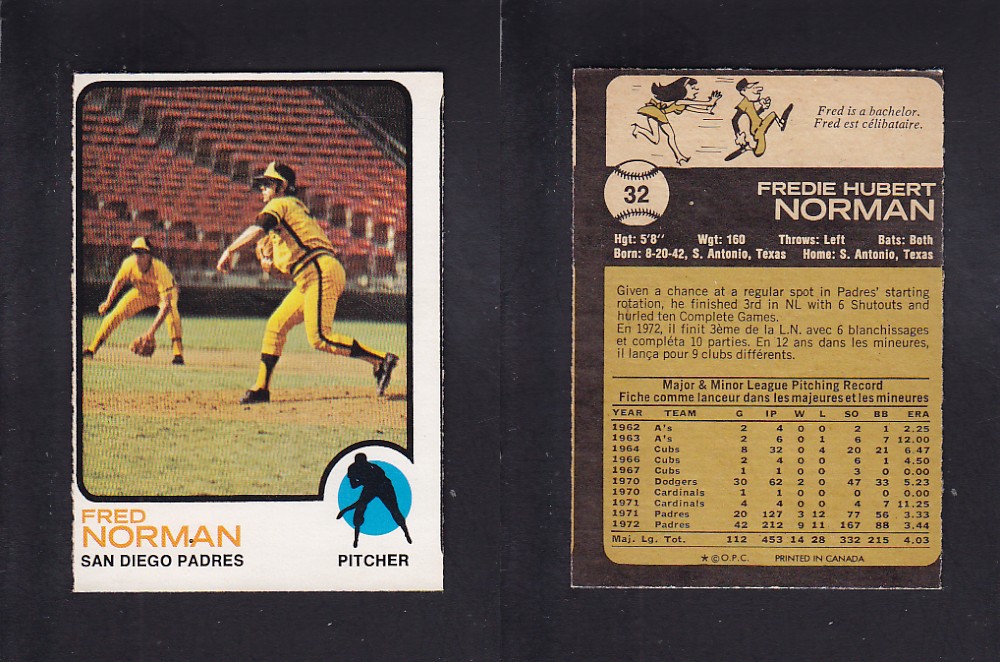 FRED
NORMAN
SAN DIEGO PADRES
PITCHER
Fred is a bachelor.
Fred est célibataire.
32
FREDIE HUBERT
NORMAN
Hgt: 5'8" Wgt: 160 Throws: Left Bats: Both
Born: 8-20-42, S. Antonio, Texas Home: S. Antonio, Texas
Given a chance at a regular spot in Padres' starting
rotation, he finished 3rd in NL with 6 Shutouts and
hurled ten Complete Games.
En 1972, il finit 3ème de la L.N. avec 6 blanchissages
et compléta 10 parties. En 12 ans dans les mineures,
il lança pour 9 clubs différents.
Major & Minor League Pitching Record
Fiche comme lanceur dans les majeures et les mineures
YEAR TEAM G IP W L SO BB ERA
1962 A's 2 4 0 0 2 1 2.25
1963 A's 2 6 0 1 6 7 12.00
1964 Cubs 8 32 0 4 20 21 6.47
1966 Cubs 2 4 0 0 6 1 4.50
1967 Cubs 1 1 0 0 3 0 0.00
1970 Dodgers 30 62 2 0 47 33 5.23
1970 Cardinals 1 1 0 0 0 0 0.00
1971 Cardinals 4 4 0 0 4 7 11.25
1971 Padres 20 127 3 12 77 56 3.33
1972 Padres 42 212 9 11 167 88 3.44
Maj. Lg. Tot. 112 453 14 28 332 215 4.03
★ © O.P.C. PRINTED IN CANADA